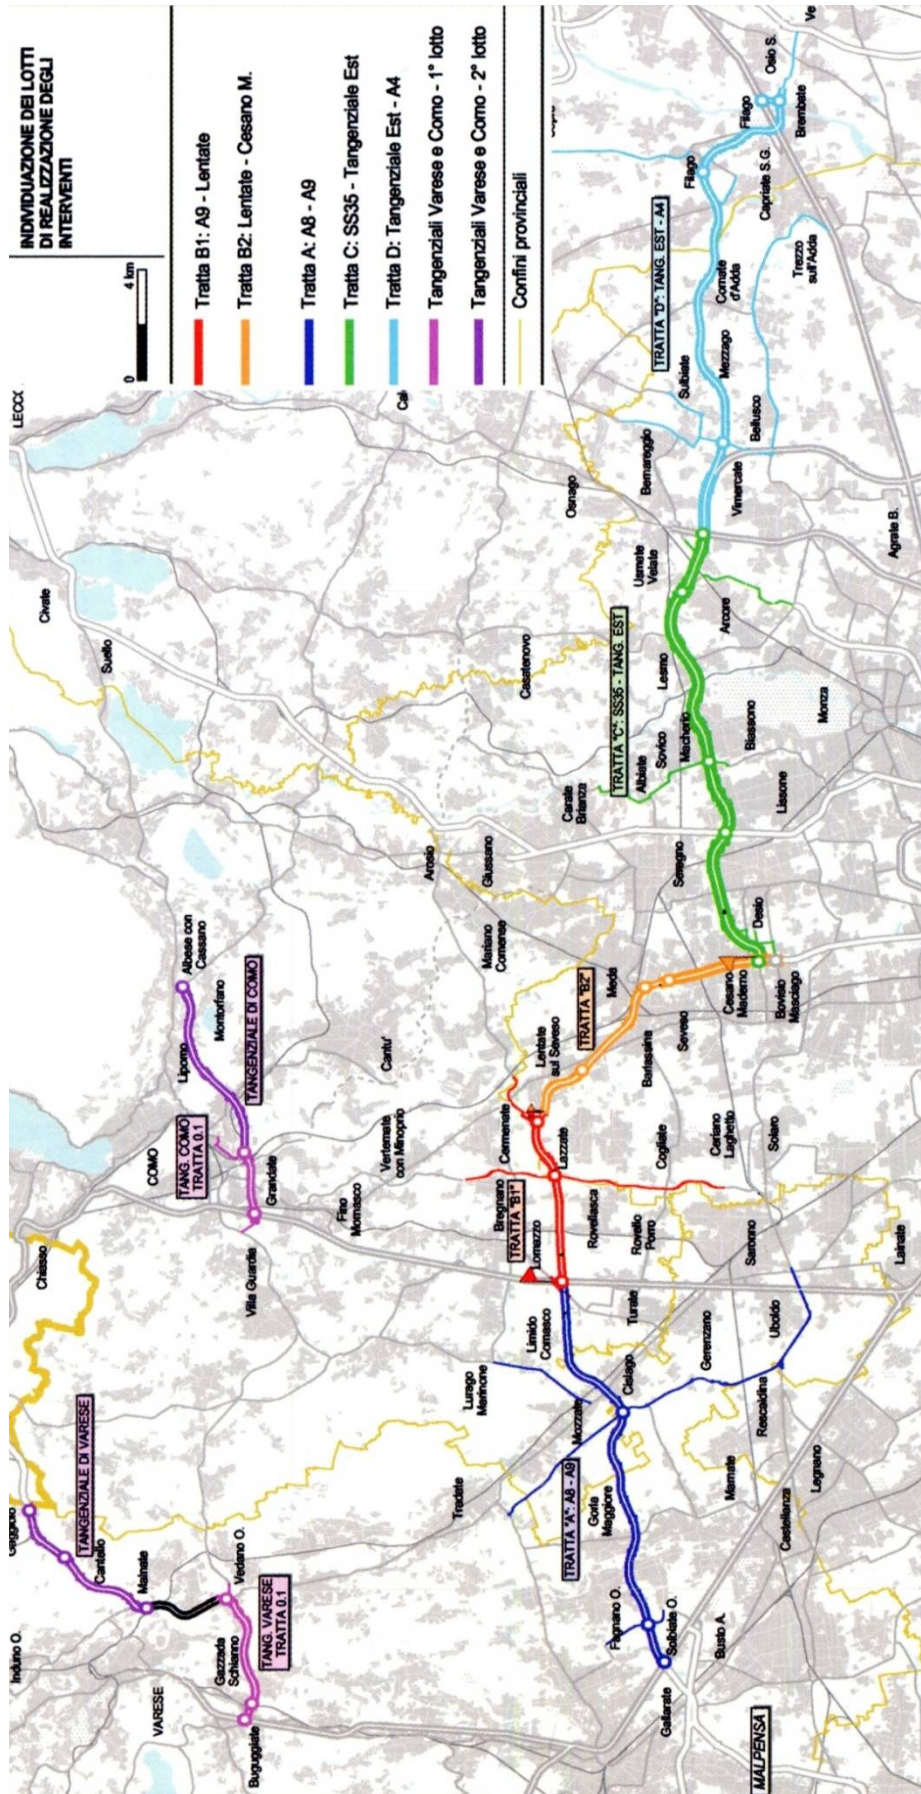 INDIVIDUAZIONE DEI LOTTI
DI REALIZZAZIONE DEGLI
INTERVENTI
0 4 km
Tratta B1: A9 - Lentate
Tratta B2: Lentate - Cesano M.
Tratta A: A8 - A9
Tratta C: SS35 - Tangenziale Est
Tratta D: Tangenziale Est - A4
Tangenziali Varese e Como - 1° lotto
Tangenziali Varese e Como - 2° lotto
Confini provinciali
LECC
Civate
Suello
Cal
Induno O.
VARESE
Gaggiolo
TANGENZIALE DI VARESE
Cantello
Malnate
Vedano O.
Gazzada
Schianno
TANG. VARESE
TRATTA 0.1
Buguggiate
Chiasso
COMO
TANG. COMO
TRATTA 0.1
Villa Guardia
Grandate
Lipomo
Montorfano
Albese con
Cassano
TANGENZIALE DI COMO
Fino
Mornasco
Vertemate
con Minoprio
Cantu'
Arosio
Giussano
Mariano
Comense
Casatenovo
Tradate
Lurago
Marinone
Mozzate
Limido
Comasco
Cislago
TRATTA "A": A8 - A9
Gorla
Maggiore
Fagnano O.
Solbiate O.
Gallarate
Busto A.
MALPENSA
Marnate
Castellanza
Legnano
Rescaldina
Gerenzano
Uboldo
Turate
Bregnano
TRATTA "B1"
Lomazzo
Rovellasca
Rovello
Porro
Saronno
Lainate
Cermenate
Lazzate
Cogliate
Ceriano
Laghetto
Solaro
Lentate
sul Seveso
TRATTA "B2"
Meda
Barlassina
Seveso
Cesano
Maderno
Bovisio
Masciago
Desio
Seregno
Lissone
Carate
Brianza
Albiate
Sovico
Macherio
Biassono
Monza
TRATTA "C": SS35 - TANG. EST
Lesmo
Arcore
Usmate
Velate
Osnago
Bernareggio
Vimercate
Agrate B.
Sulbiate
Bellusco
Mezzago
TRATTA "D": TANG. EST - A4
Cornate
d'Adda
Trezzo
sull'Adda
Capriate S.G.
Filago
Filago
Brembate
Osio S.
Ve